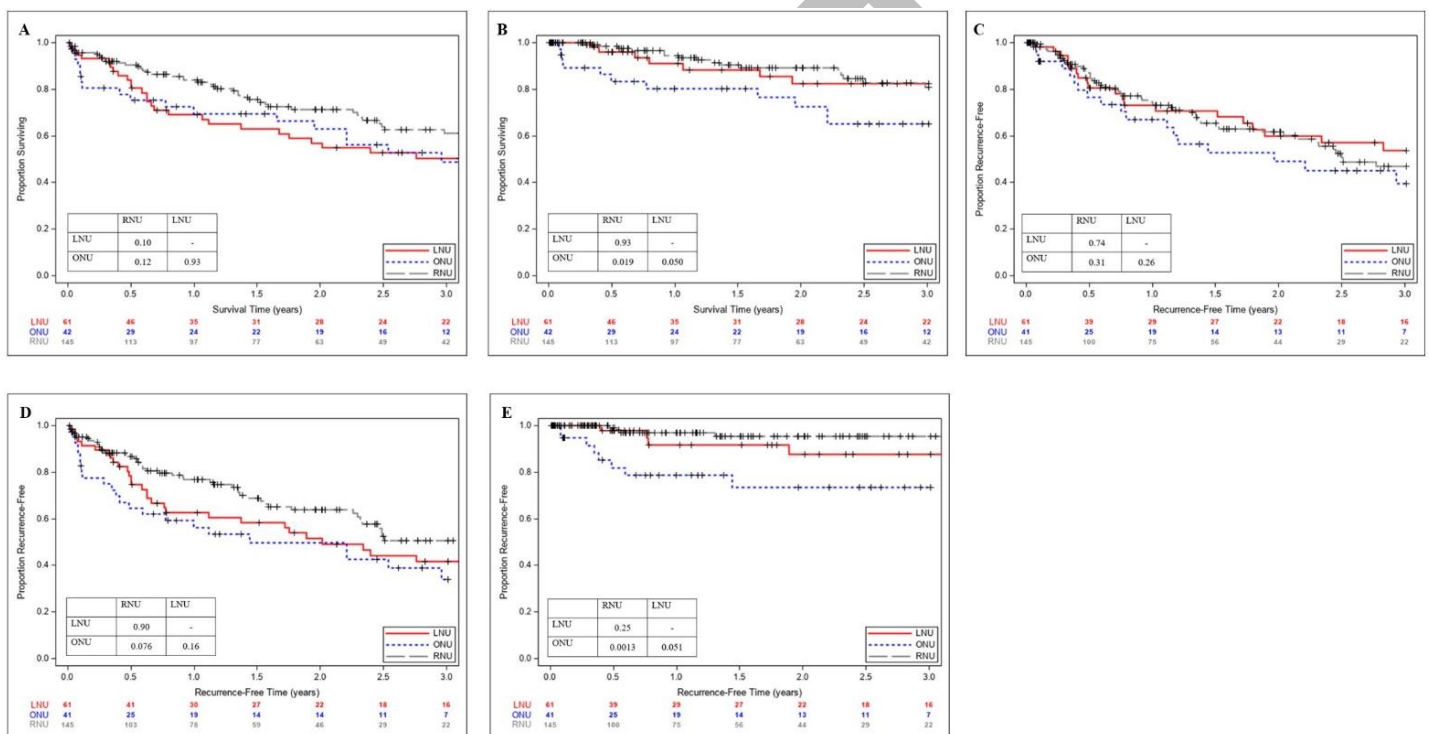 A
1.0
0.8
0.6
0.4
0.2
0.0
Proportion Surviving
RNU LNU
LNU 0.10 -
ONU 0.12 0.93
LNU
ONU
RNU
0.0 0.5 1.0 1.5 2.0 2.5 3.0
Survival Time (years)
LNU 61 46 35 31 28 24 22
ONU 42 29 24 22 19 16 12
RNU 145 113 97 77 63 49 42
B
1.0
0.8
0.6
0.4
0.2
0.0
Proportion Surviving
RNU LNU
LNU 0.93 -
ONU 0.019 0.050
LNU
ONU
RNU
0.0 0.5 1.0 1.5 2.0 2.5 3.0
Survival Time (years)
LNU 61 46 35 31 28 24 22
ONU 42 29 24 22 19 16 12
RNU 145 113 97 77 63 49 42
C
1.0
0.8
0.6
0.4
0.2
0.0
Proportion Recurrence-Free
RNU LNU
LNU 0.74 -
ONU 0.31 0.26
LNU
ONU
RNU
0.0 0.5 1.0 1.5 2.0 2.5 3.0
Recurrence-Free Time (years)
LNU 61 39 29 27 22 18 16
ONU 41 25 19 14 13 11 7
RNU 145 100 75 56 44 29 22
D
1.0
0.8
0.6
0.4
0.2
0.0
Proportion Recurrence-Free
RNU LNU
LNU 0.90 -
ONU 0.076 0.16
LNU
ONU
RNU
0.0 0.5 1.0 1.5 2.0 2.5 3.0
Recurrence-Free Time (years)
LNU 61 41 30 27 22 18 16
ONU 41 25 19 14 14 11 7
RNU 145 103 78 59 46 29 22
E
1.0
0.8
0.6
0.4
0.2
0.0
Proportion Recurrence-Free
RNU LNU
LNU 0.25 -
ONU 0.0013 0.051
LNU
ONU
RNU
0.0 0.5 1.0 1.5 2.0 2.5 3.0
Recurrence-Free Time (years)
LNU 61 39 29 27 22 18 16
ONU 41 25 19 14 13 11 7
RNU 145 100 75 56 44 29 22